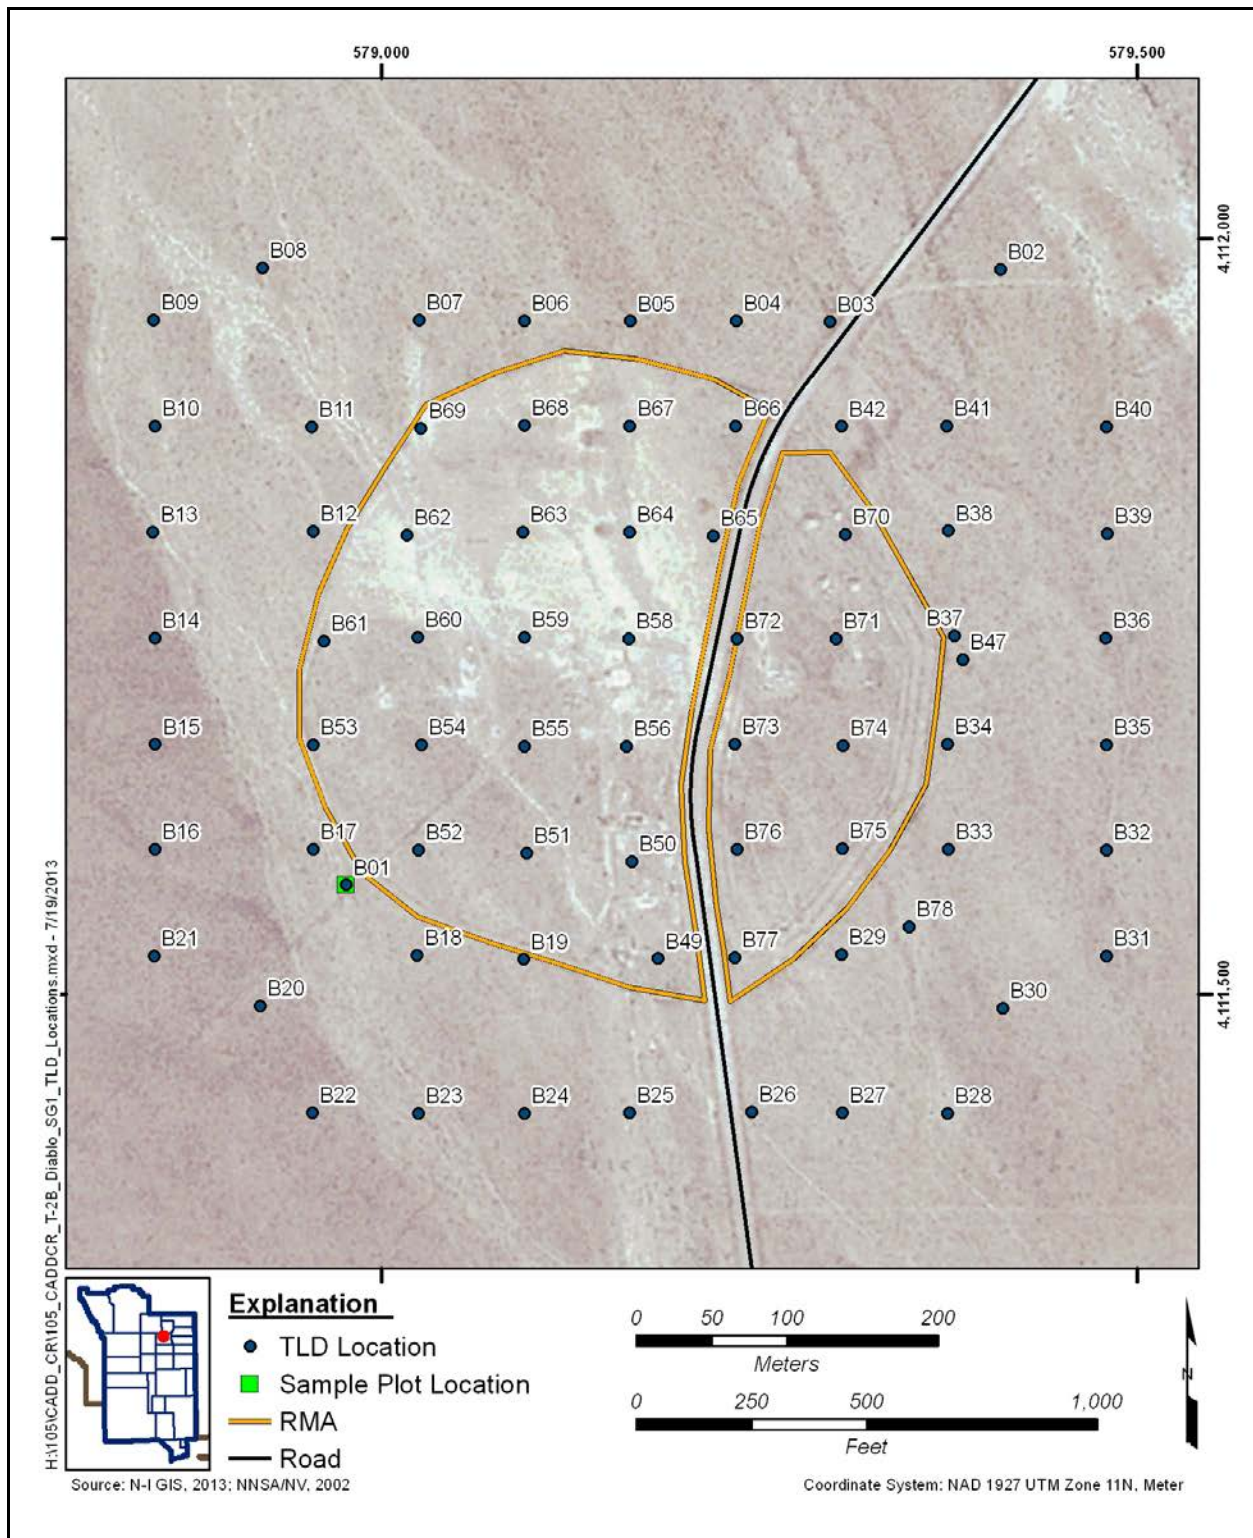 579,000 579,500
4,112,000
B08 B02
B09 B07 B06 B05 B04 B03
B10 B11 B69 B68 B67 B66 B42 B41 B40
B13 B12 B62 B63 B64 B65 B70 B38 B39
B14 B61 B60 B59 B58 B72 B71 B37 B36
B47
B15 B53 B54 B55 B56 B73 B74 B34 B35
B16 B17 B52 B51 B50 B76 B75 B33 B32
B01
B78
B21 B18 B19 B49 B77 B29 B31
B20 B30
4,111,500
B22 B23 B24 B25 B26 B27 B28
H:\105\CADD_CR\105_CADDCR_T-2B_Diablo_SG1_TLD_Locations.mxd - 7/19/2013
Explanation
TLD Location
Sample Plot Location
RMA
Road
0 50 100 200
Meters
0 250 500 1,000
Feet
N
Source: N-I GIS, 2013; NNSA/NV, 2002
Coordinate System: NAD 1927 UTM Zone 11N, Meter